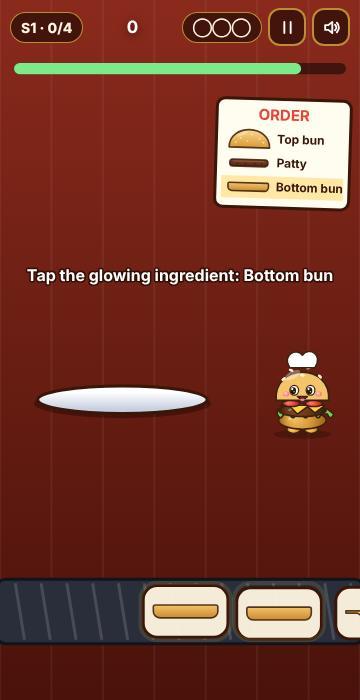 S1 · 0/4
0
ORDER
Top bun
Patty
Bottom bun
Tap the glowing ingredient: Bottom bun